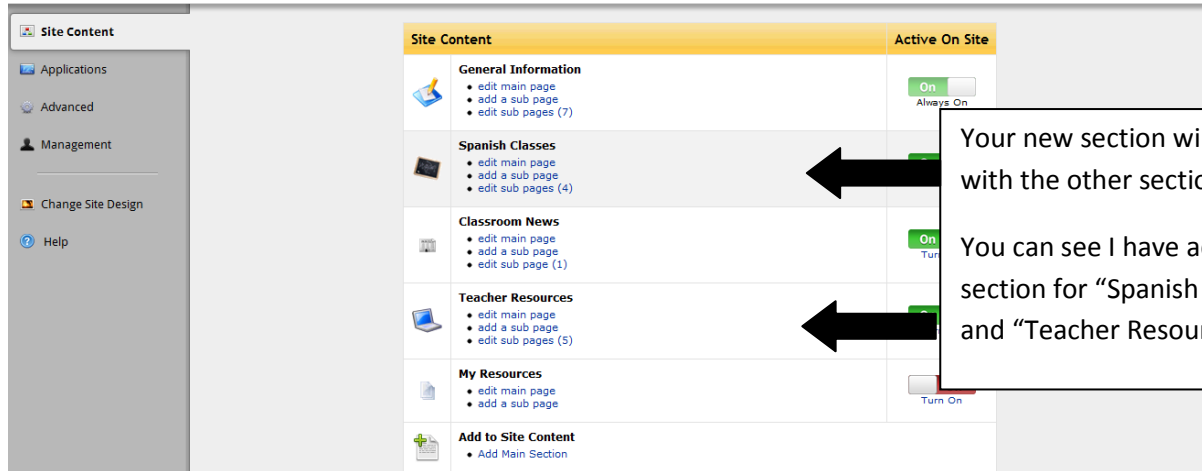 Site Content
Applications
Advanced
Management
Change Site Design
Help
Site Content
Active On Site
General Information
edit main page
add a sub page
edit sub pages (7)
On
Always On
Spanish Classes
edit main page
add a sub page
edit sub pages (4)
Classroom News
edit main page
add a sub page
edit sub page (1)
On
Teacher Resources
edit main page
add a sub page
edit sub pages (5)
My Resources
edit main page
add a sub page
Turn On
Add to Site Content
Add Main Section
Your new section
with the other
You can see I have
section for “Spanish
and “Teacher